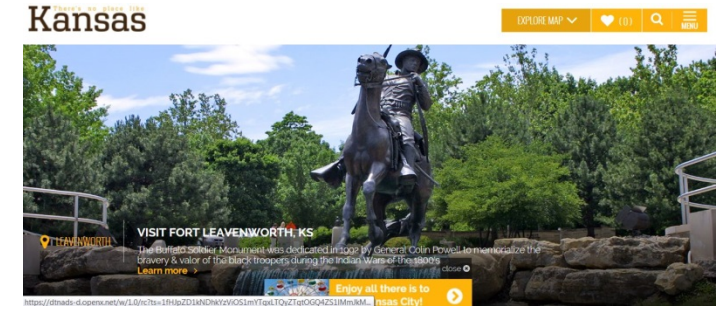 There's no place like
Kansas
EXPLORE MAP
(0)
MENU
LEAVENWORTH
VISIT FORT LEAVENWORTH, KS
The Buffalo Soldier Monument was dedicated in 1992 by General Colin Powell to memorialize the
bravery & valor of the black troopers during the Indian Wars of the 1800's
Learn more >
close
Enjoy all there is to
nsas City!